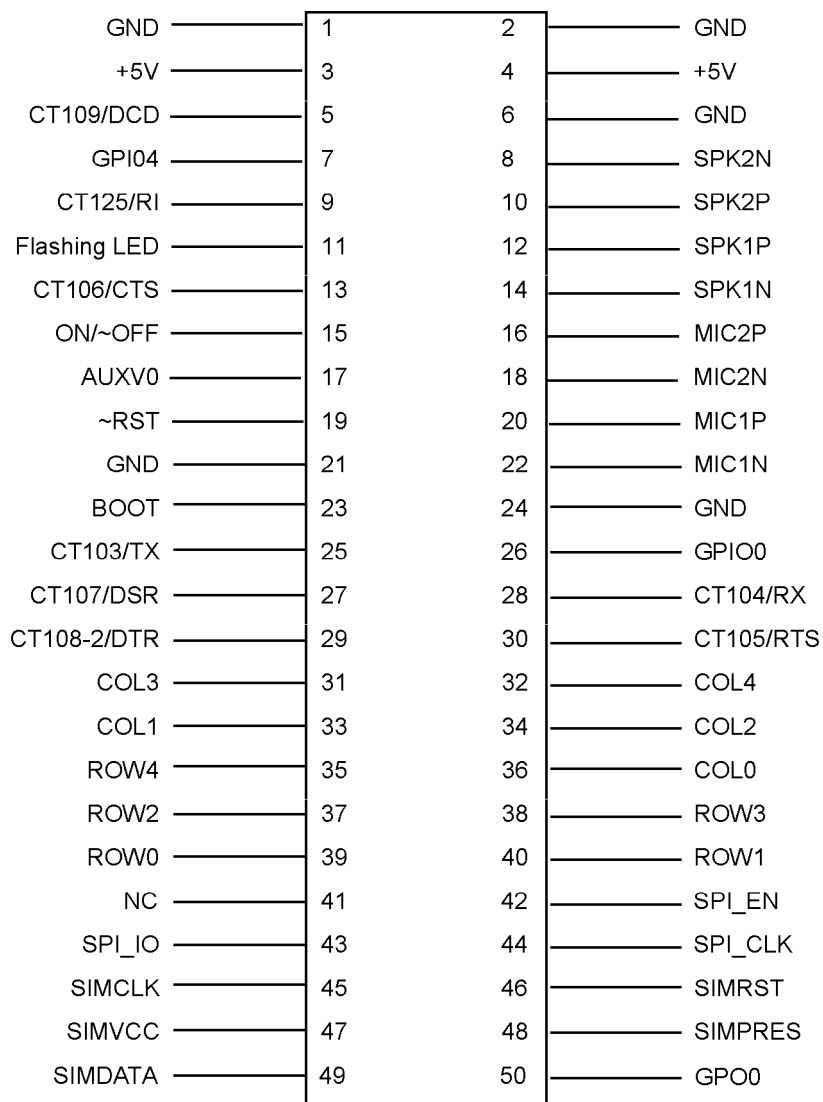 GND 1 2 GND
+5V 3 4 +5V
CT109/DCD 5 6 GND
GPI04 7 8 SPK2N
CT125/RI 9 10 SPK2P
Flashing LED 11 12 SPK1P
CT106/CTS 13 14 SPK1N
ON/~OFF 15 16 MIC2P
AUXV0 17 18 MIC2N
~RST 19 20 MIC1P
GND 21 22 MIC1N
BOOT 23 24 GND
CT103/TX 25 26 GPIO0
CT107/DSR 27 28 CT104/RX
CT108-2/DTR 29 30 CT105/RTS
COL3 31 32 COL4
COL1 33 34 COL2
ROW4 35 36 COL0
ROW2 37 38 ROW3
ROW0 39 40 ROW1
NC 41 42 SPI_EN
SPI_IO 43 44 SPI_CLK
SIMCLK 45 46 SIMRST
SIMVCC 47 48 SIMPRES
SIMDATA 49 50 GPO0